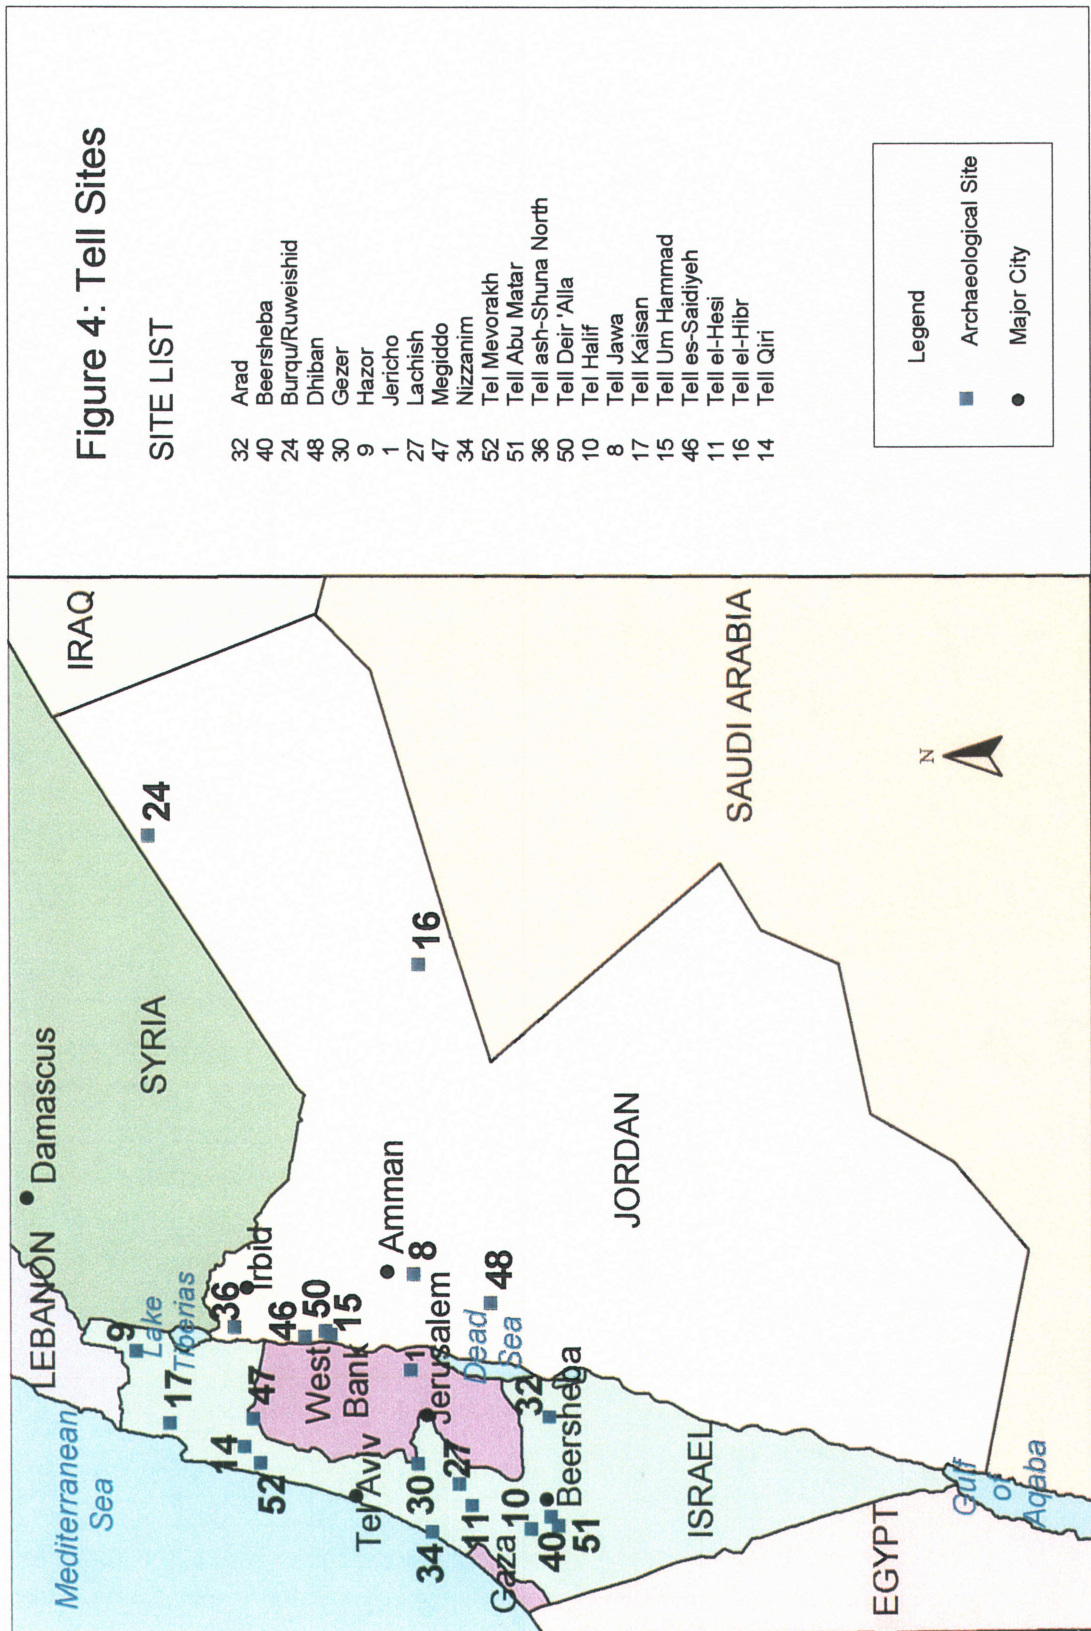 Figure 4: Tell Sites
SITE LIST
32 Arad
40 Beersheba
24 Burqu/Ruweishid
48 Dhiban
30 Gezer
9 Hazor
1 Jericho
27 Lachish
47 Megiddo
34 Nizzanim
52 Tel Mevorakh
51 Tell Abu Matar
36 Tell ash-Shuna North
50 Tell Deir 'Alla
10 Tel Halif
8 Tell Jawa
17 Tell Kaisan
15 Tell Um Hammad
46 Tell es-Saidiyeh
11 Tell el-Hesi
16 Tell el-Hibr
14 Tell Qiri
Legend
Archaeological Site
Major City
Mediterranean
Sea
LEBANON
Damascus
SYRIA
IRAQ
9
Lake
Tiberias
17
24
36
Irbid
47
14
52
46
50
15
West
Bank
Tel Aviv
Amman
8
1
Jerusalem
16
30
34
27
11
48
Dead
Sea
Gaza
10
32
40
51
Beersheba
JORDAN
ISRAEL
SAUDI ARABIA
N
EGYPT
Gulf
of
Aqaba